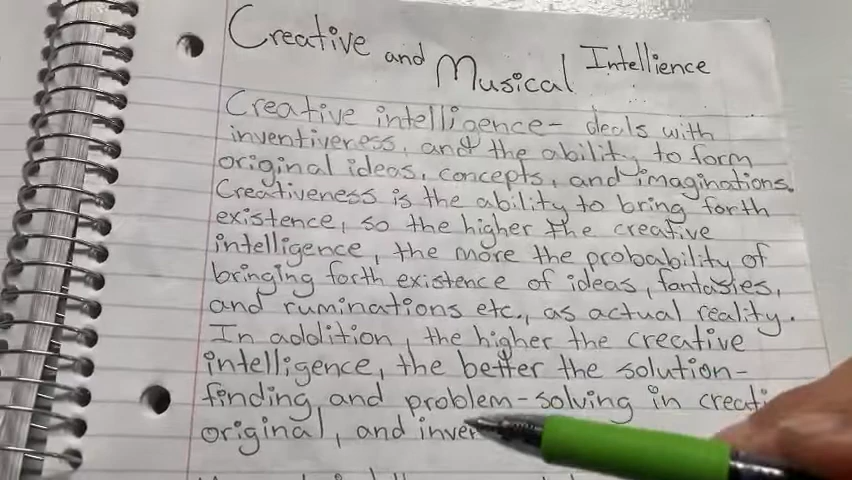 Creative and Musical Intellience
Creative intelligence- deals with
inventiveness, and the ability to form
original ideas, concepts, and imaginations.
Creativeness is the ability to bring forth
existence, so the higher the creative
intelligence, the more the probability of
bringing forth existence of ideas, fantasies,
and ruminations etc., as actual reality.
In addition, the higher the creative
intelligence, the better the solution-
finding and problem-solving in
original, and